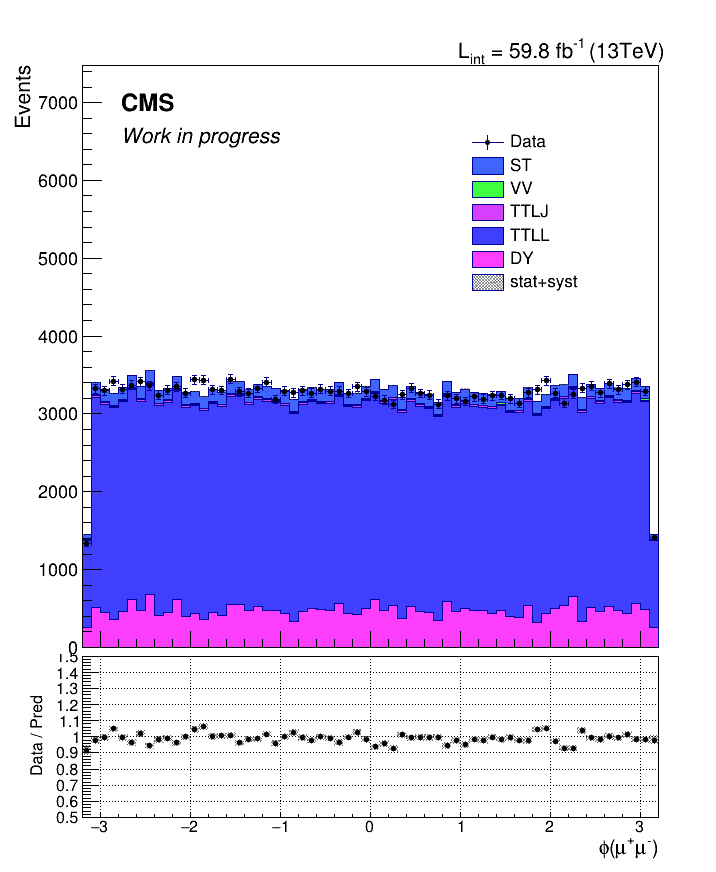 L_int = 59.8 fb⁻¹ (13TeV)
Events
CMS
Work in progress
Data
ST
VV
TTLJ
TTLL
DY
stat+syst
7000
6000
5000
4000
3000
2000
1000
0
Data / Pred
1.5
1.4
1.3
1.2
1.1
1
0.9
0.8
0.7
0.6
0.5
−3 −2 −1 0 1 2 3
ϕ(μ⁺μ⁻)